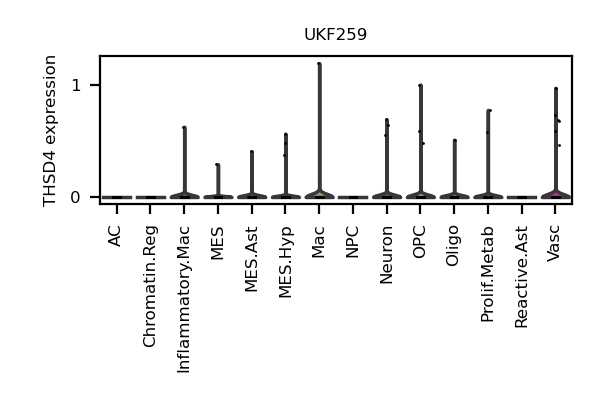 UKF259
THSD4 expression
1
0
AC
Chromatin.Reg
Inflammatory.Mac
MES
MES.Ast
MES.Hyp
Mac
NPC
Neuron
OPC
Oligo
Prolif.Metab
Reactive.Ast
Vasc